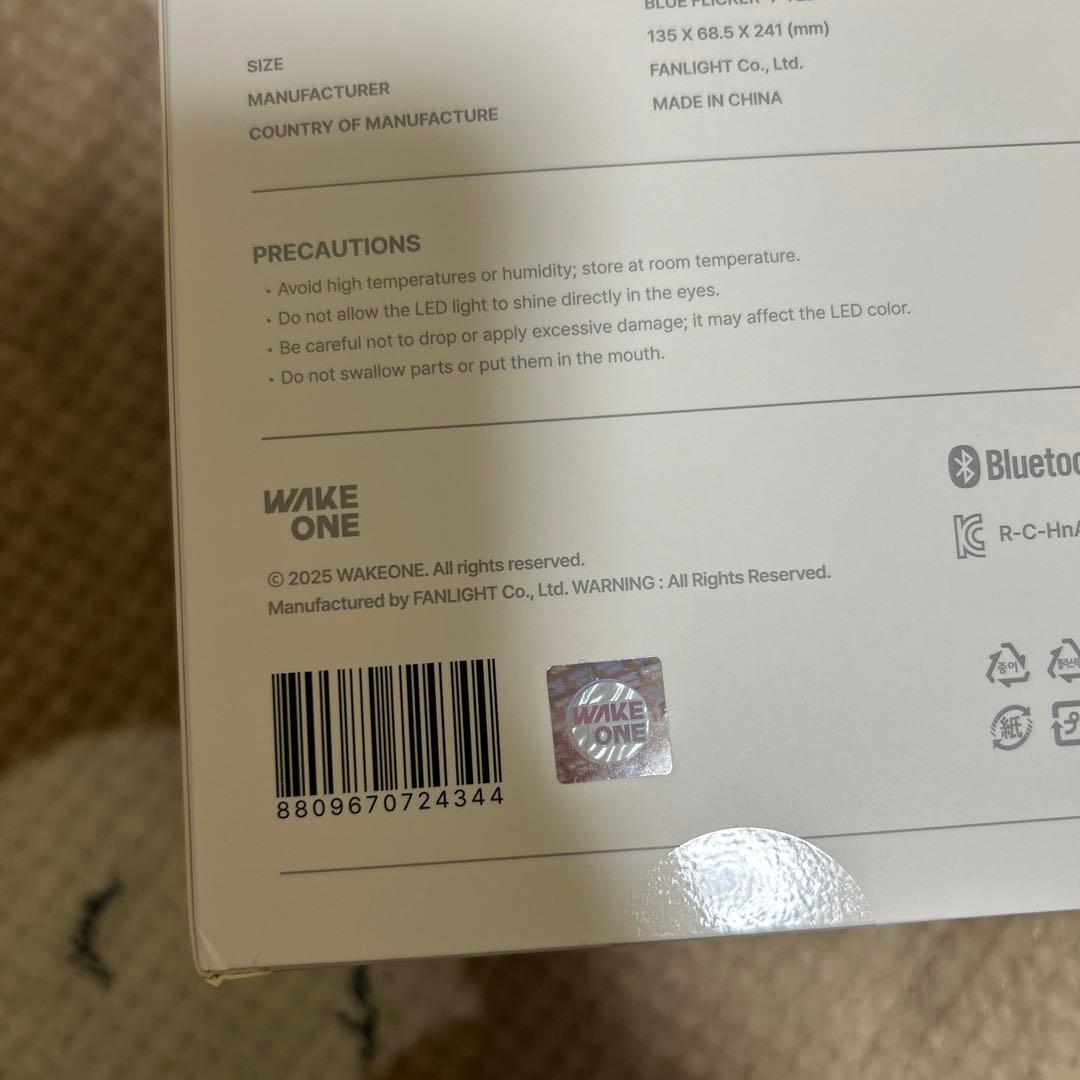 BLUE FLICKER
SIZE
135 X 68.5 X 241 (mm)
MANUFACTURER
FANLIGHT Co., Ltd.
COUNTRY OF MANUFACTURE
MADE IN CHINA
PRECAUTIONS
• Avoid high temperatures or humidity; store at room temperature.
• Do not allow the LED light to shine directly in the eyes.
• Be careful not to drop or apply excessive damage; it may affect the LED color.
• Do not swallow parts or put them in the mouth.
WAKE
ONE
Bluetoo
R-C-HnA
© 2025 WAKEONE. All rights reserved.
Manufactured by FANLIGHT Co., Ltd. WARNING : All Rights Reserved.
종이
紙
WAKE
ONE
8809670724344